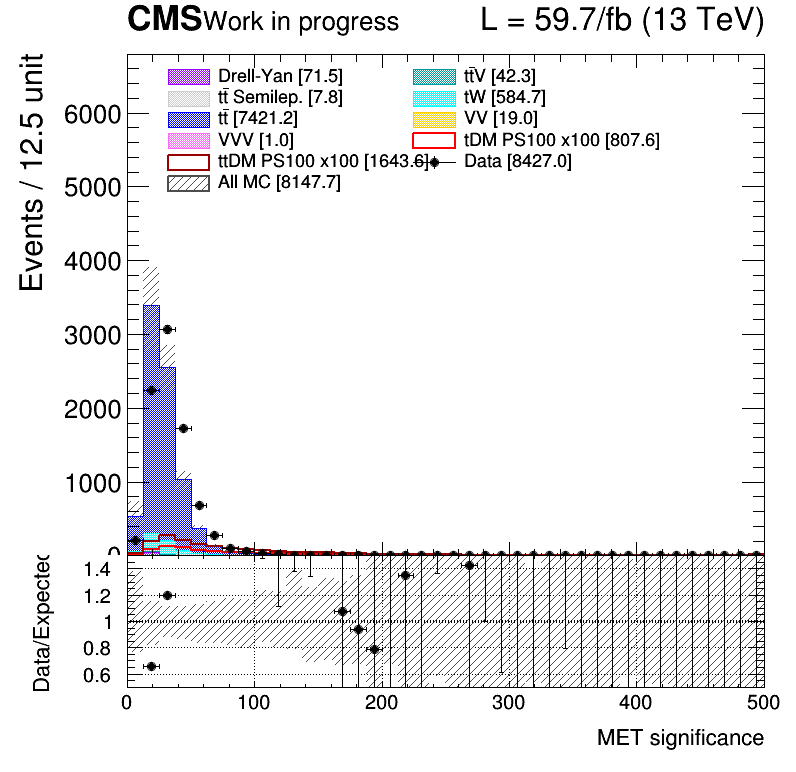 CMS Work in progress L = 59.7/fb (13 TeV)
Drell-Yan [71.5] tt̄V [42.3]
tt̄ Semilep. [7.8] tW [584.7]
tt̄ [7421.2] VV [19.0]
VVV [1.0] tDM PS100 x100 [807.6]
ttDM PS100 x100 [1643.6] Data [8427.0]
All MC [8147.7]
Events / 12.5 unit
6000
5000
4000
3000
2000
1000
0
Data/Expected
1.4
1.2
1
0.8
0.6
0 100 200 300 400 500
MET significance